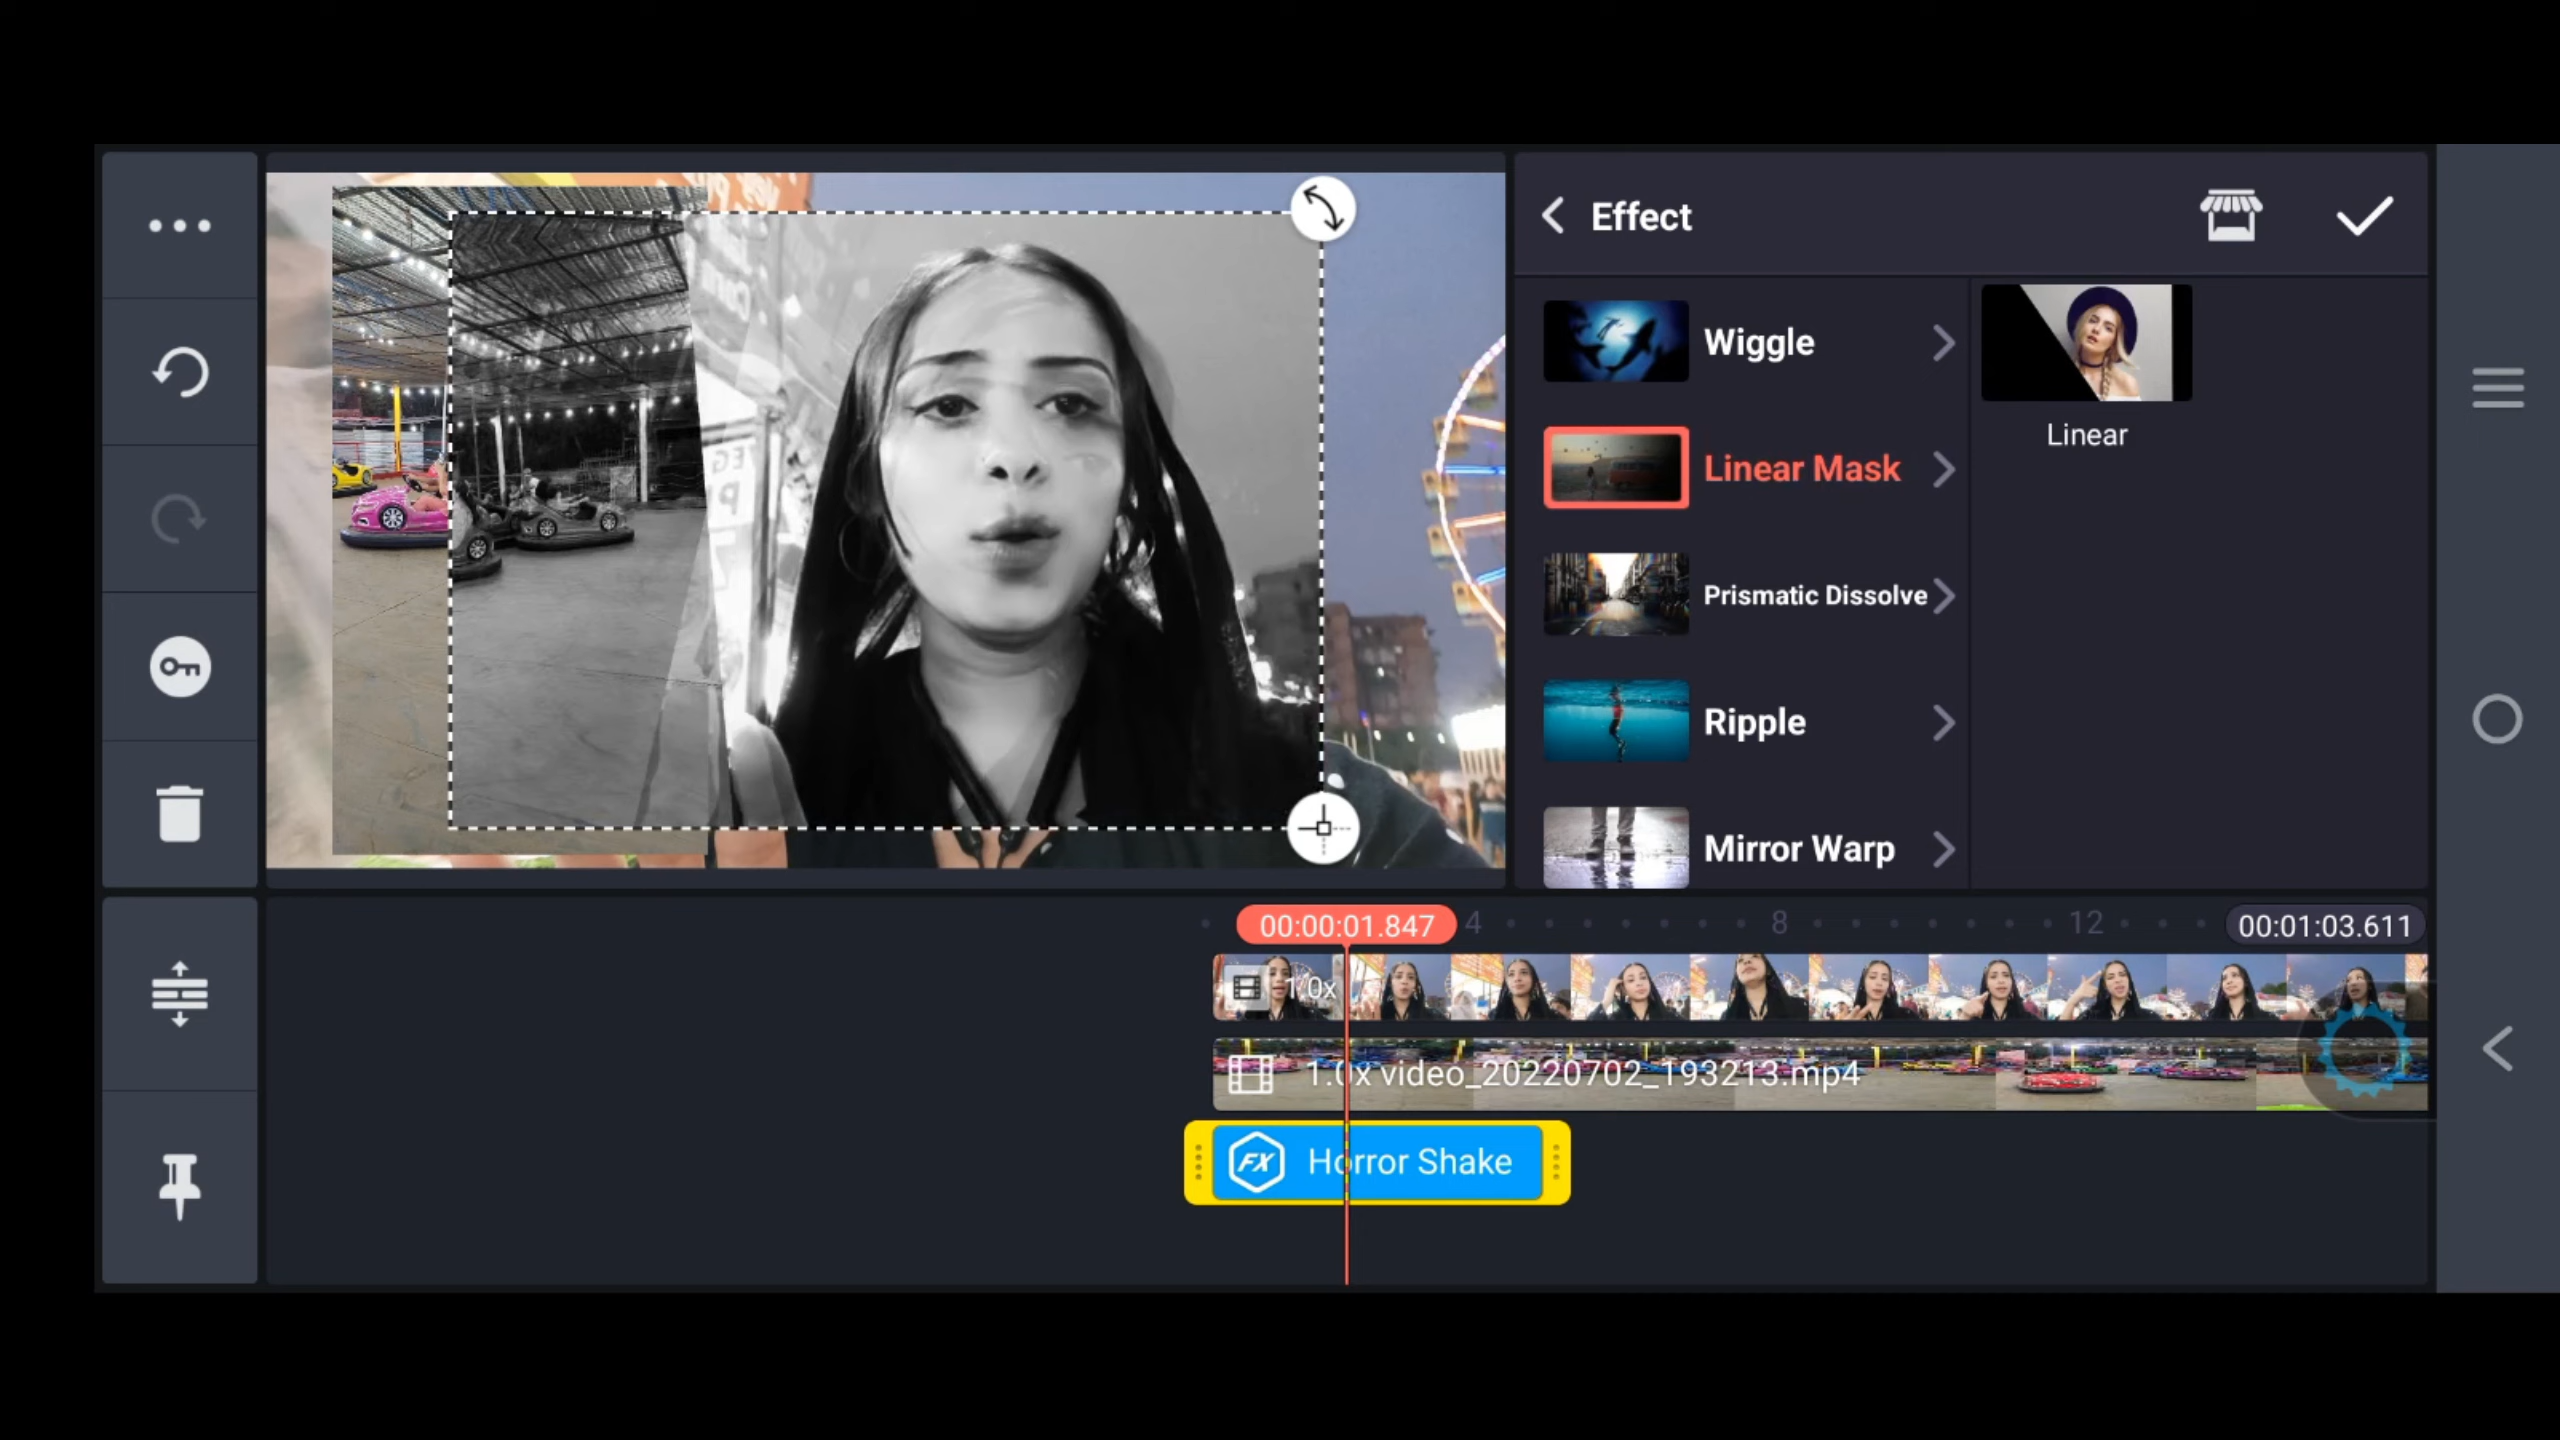 Effect
Wiggle
Linear Mask
Linear
Prismatic Dissolve
Ripple
Mirror Warp
00:00:01.847
4
8
12
00:01:03.611
1.0x
1.0x video_20220702_193213.mp4
FX
Horror Shake